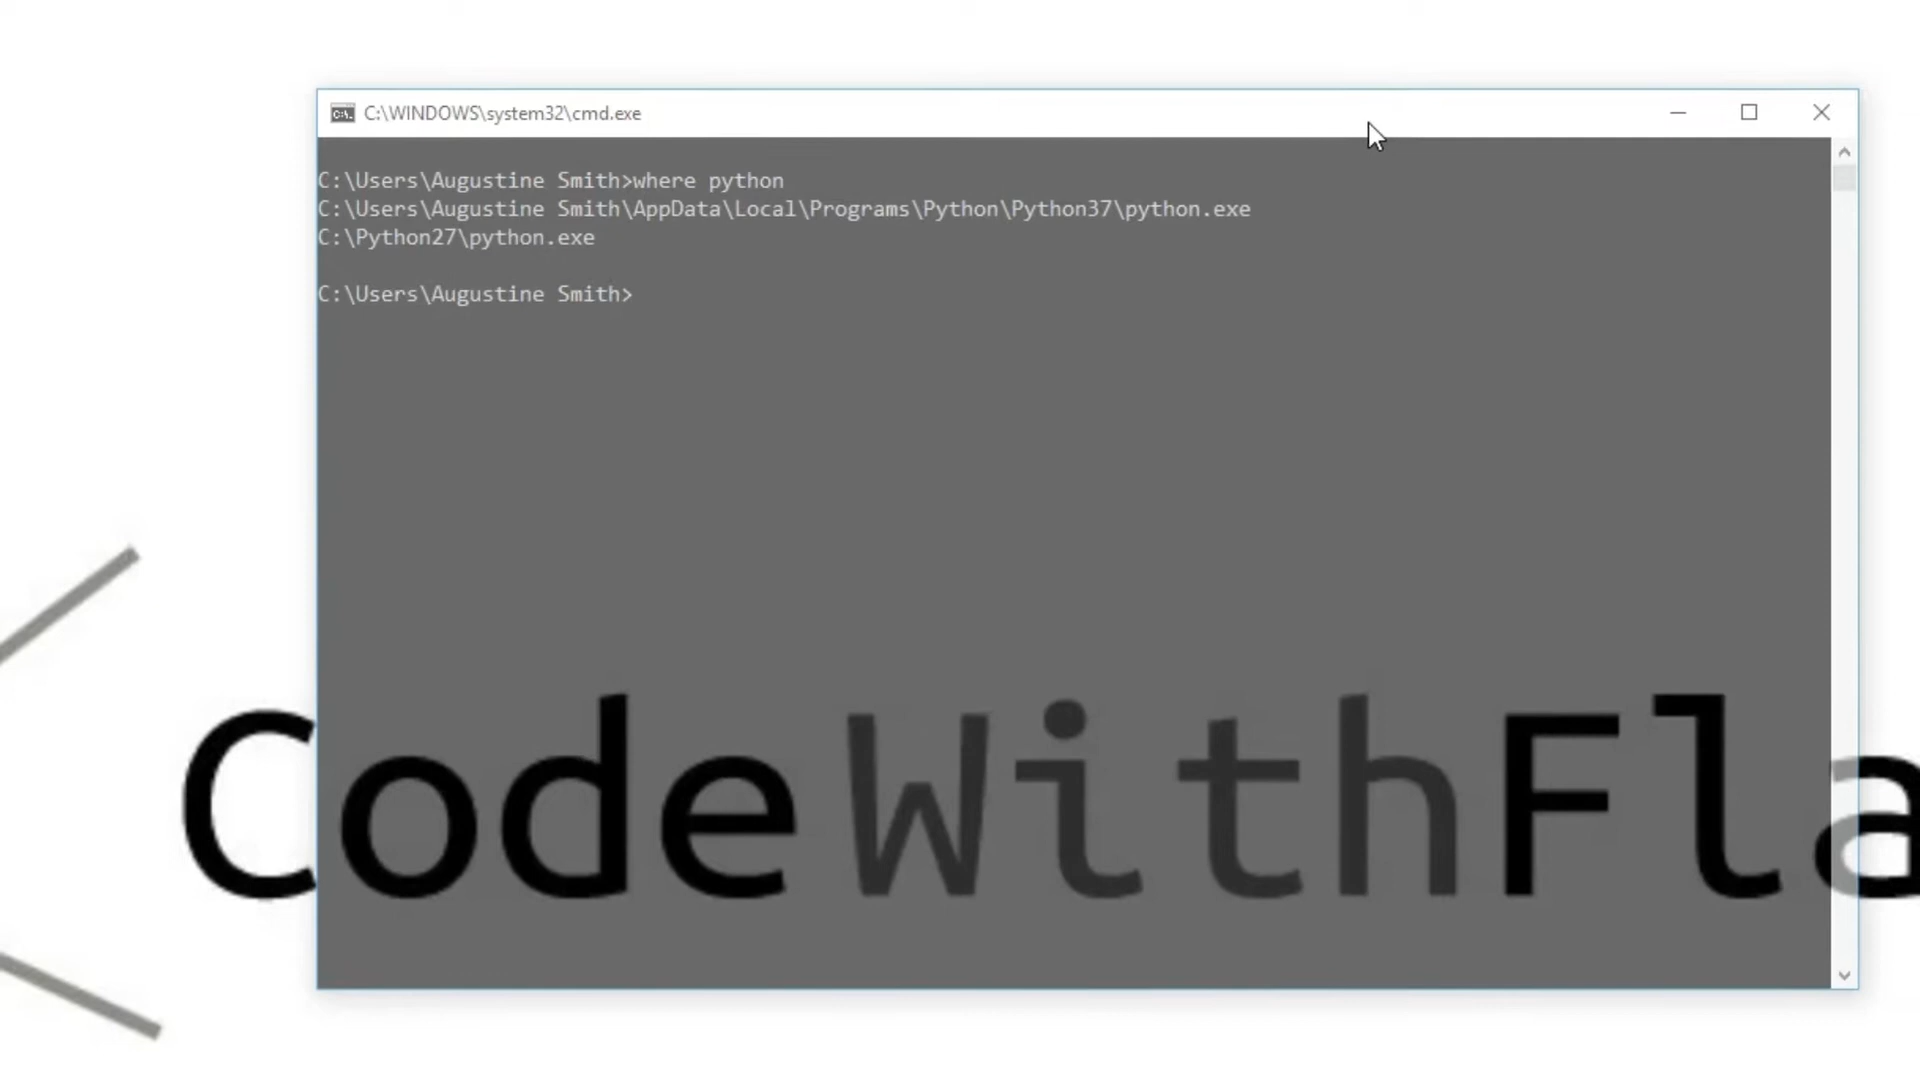 C:\WINDOWS\system32\cmd.exe
C:\Users\Augustine Smith>where python
C:\Users\Augustine Smith\AppData\Local\Programs\Python\Python37\python.exe
C:\Python27\python.exe
C:\Users\Augustine Smith>
CodeWithFla